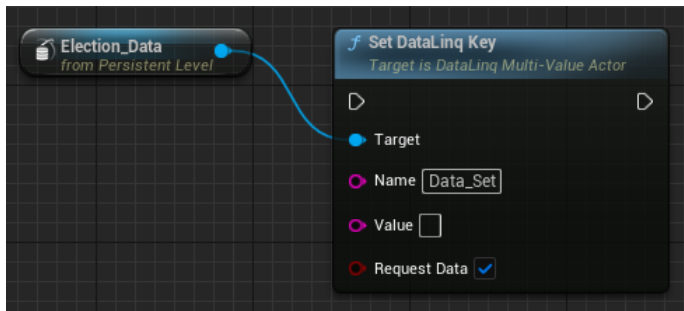 Election_Data
from Persistent Level
f Set DataLinq Key
Target is DataLinq Multi-Value Actor
Target
Name Data_Set
Value
Request Data